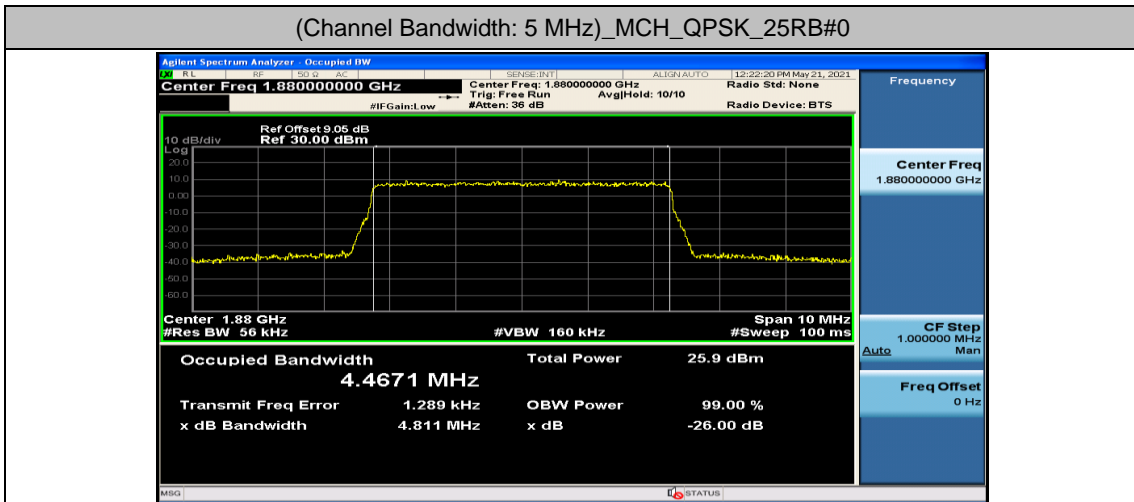 (Channel Bandwidth: 5 MHz)_MCH_QPSK_25RB#0
Agilent Spectrum Analyzer - Occupied BW
LXI RL RF 50 Ω AC SENSE:INT ALIGN AUTO 12:22:20 PM May 21, 2021
Center Freq 1.880000000 GHz
Center Freq: 1.880000000 GHz
Radio Std: None
Trig: Free Run Avg|Hold: 10/10
#IFGain:Low
#Atten: 36 dB
Radio Device: BTS
Frequency
Ref Offset 9.05 dB
10 dB/div Ref 30.00 dBm
Log
20.0
10.0
0.00
-10.0
-20.0
-30.0
-40.0
-50.0
-60.0
Center 1.88 GHz
Span 10 MHz
#Res BW 56 kHz
#VBW 160 kHz
#Sweep 100 ms
Center Freq
1.880000000 GHz
CF Step
1.000000 MHz
Auto Man
Freq Offset
0 Hz
Occupied Bandwidth
Total Power 25.9 dBm
4.4671 MHz
Transmit Freq Error 1.289 kHz
OBW Power 99.00 %
x dB Bandwidth 4.811 MHz
x dB -26.00 dB
MSG
STATUS